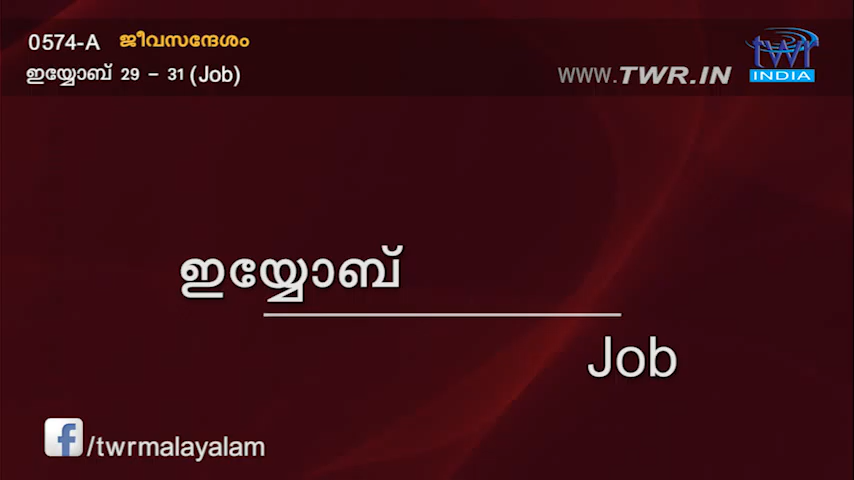 0574-A ജീവസന്ദേശം
ഇയ്യോബ് 29 – 31 (Job)
WWW.TWR.IN
twr
INDIA
ഇയ്യോബ്
Job
f/twrmalayalam